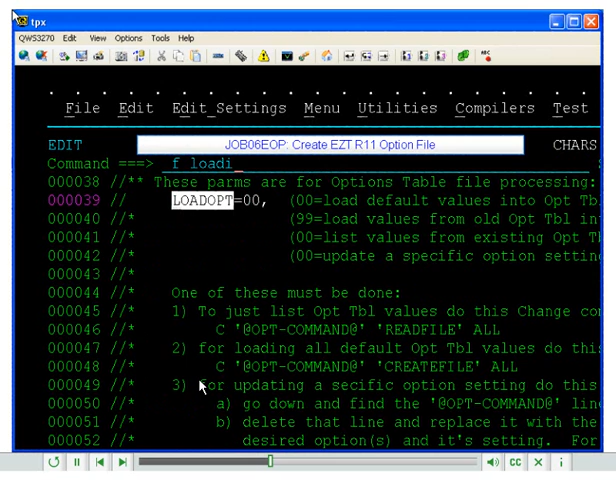 tpx
QWS3270 Edit View Options Tools Help
File Edit Edit_Settings Menu Utilities Compilers Test
EDIT JOB06EOP: Create EZT R11 Option File CHARS
Command ===> f loadi_
000038 //** These parms are for Options Table file processing:
000039 // LOADOPT=00, (00=load default values into Opt Tb
000040 //* (99=load values from old Opt Tbl in
000041 //* (00=list values from existing Opt T
000042 //* (00=update a specific option settin
000043 //*
000044 //* One of these must be done:
000045 //* 1) To just list Opt Tbl values do this Change co
000046 //* C '@OPT-COMMAND@' 'READFILE' ALL
000047 //* 2) for loading all default Opt Tbl values do thi
000048 //* C '@OPT-COMMAND@' 'CREATEFILE' ALL
000049 //* 3) for updating a secific option setting do this
000050 //* a) go down and find the '@OPT-COMMAND@' lin
000051 //* b) delete that line and replace it with the
000052 //* desired option(s) and it's setting. For
CC